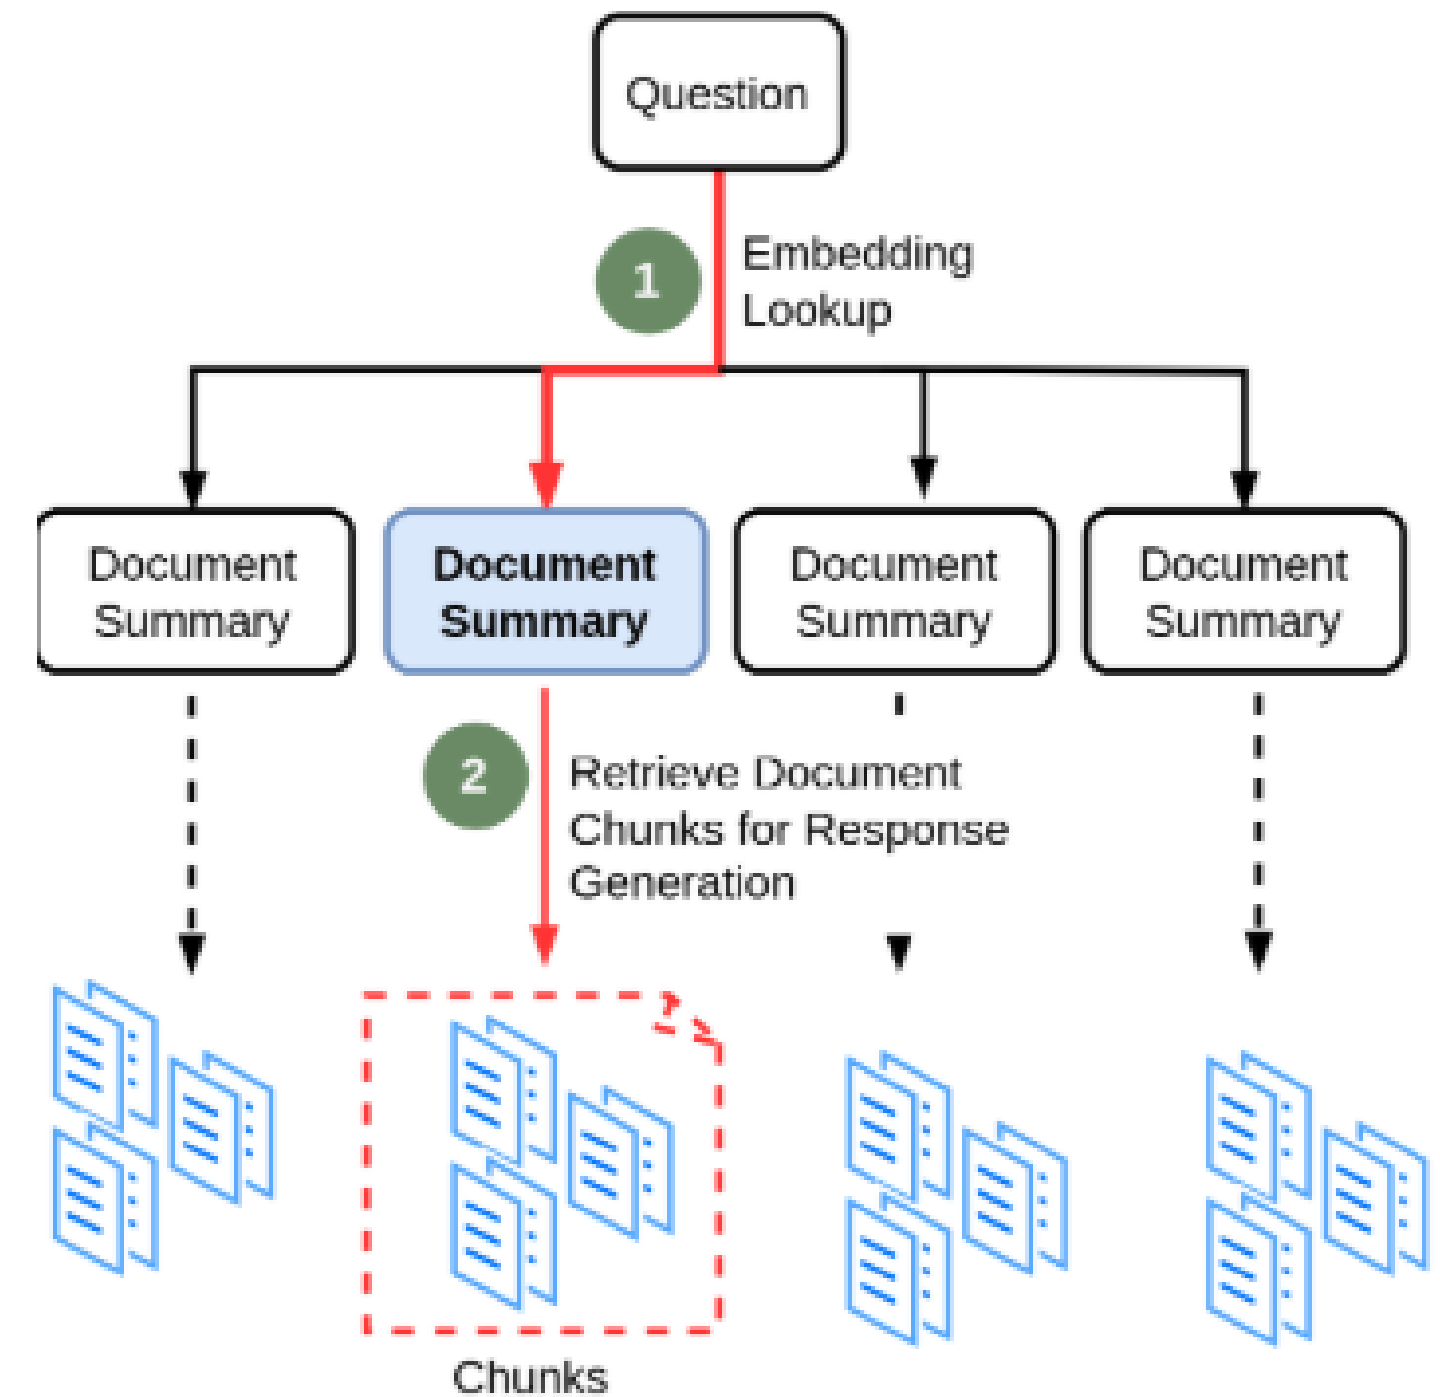 Question
1
Embedding
Lookup
Document
Summary
Document
Summary
Document
Summary
Document
Summary
2
Retrieve Document
Chunks for Response
Generation
Chunks